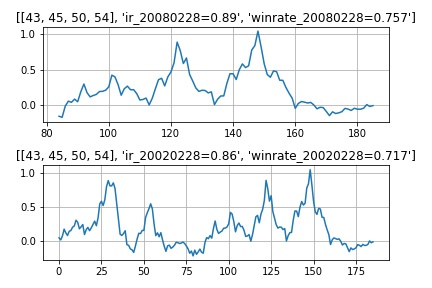 [[43, 45, 50, 54], 'ir_20080228=0.89', 'winrate_20080228=0.757']
1.0
0.5
0.0
80 100 120 140 160 180
[[43, 45, 50, 54], 'ir_20020228=0.86', 'winrate_20020228=0.717']
1.0
0.5
0.0
0 25 50 75 100 125 150 175